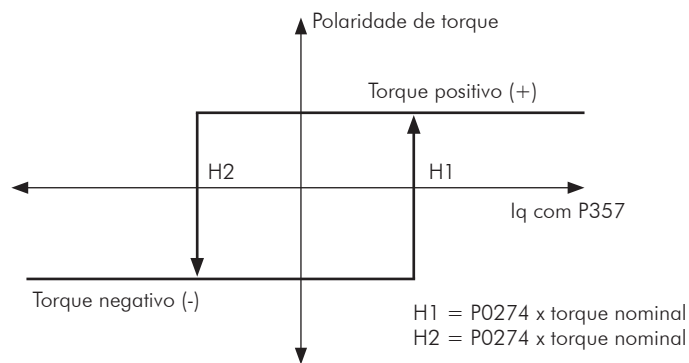 Polaridade de torque
Torque positivo (+)
H2
H1
Iq com P357
Torque negativo (-)
H1 = P0274 x torque nominal
H2 = P0274 x torque nominal